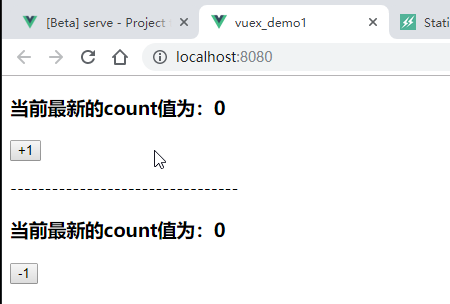 [Beta] serve - Project
vuex_demo1
Stati
localhost:8080
当前最新的count值为：0
+1
---------------------------------
当前最新的count值为：0
-1